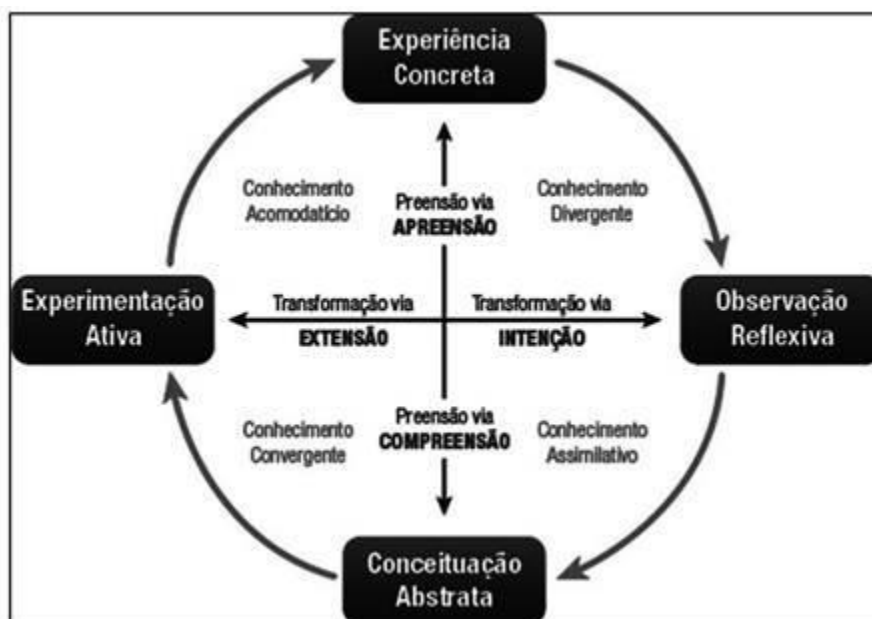 Experiência
Concreta
Conhecimento
Acomodatício
Preensão via
APREENSÃO
Conhecimento
Divergente
Experimentação
Ativa
Transformação via
EXTENSÃO
Transformação via
INTENÇÃO
Observação
Reflexiva
Conhecimento
Convergente
Preensão via
COMPREENSÃO
Conhecimento
Assimilativo
Conceituação
Abstrata